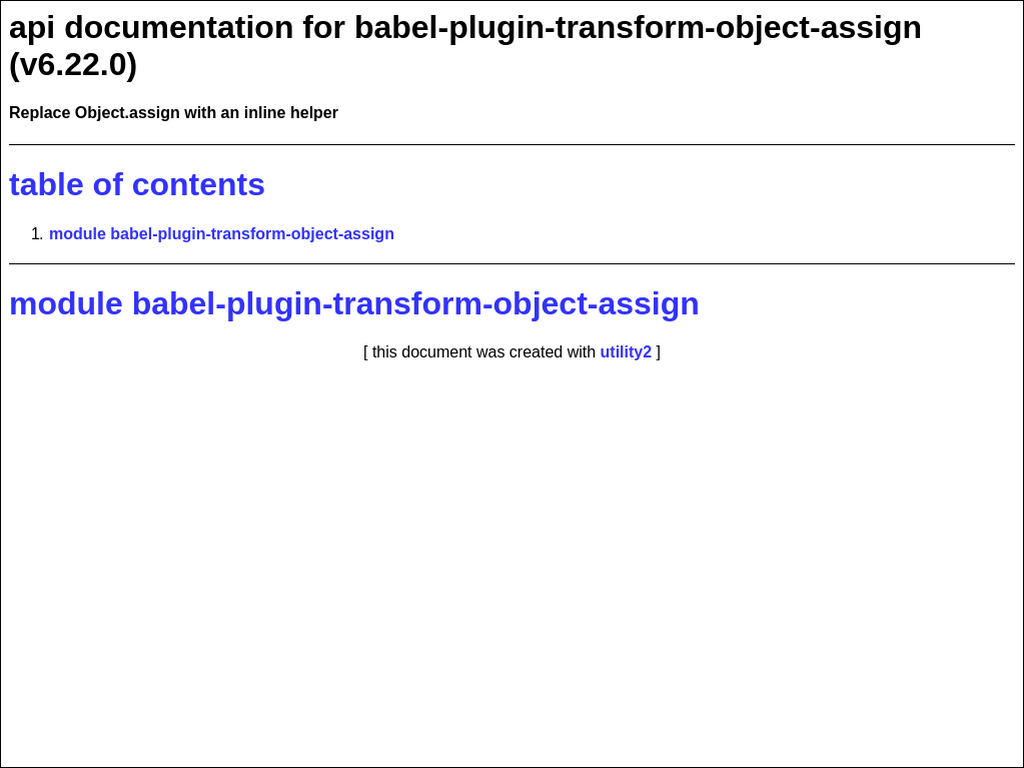 api documentation for babel-plugin-transform-object-assign
(v6.22.0)
Replace Object.assign with an inline helper
table of contents
1. module babel-plugin-transform-object-assign
module babel-plugin-transform-object-assign
[ this document was created with utility2 ]